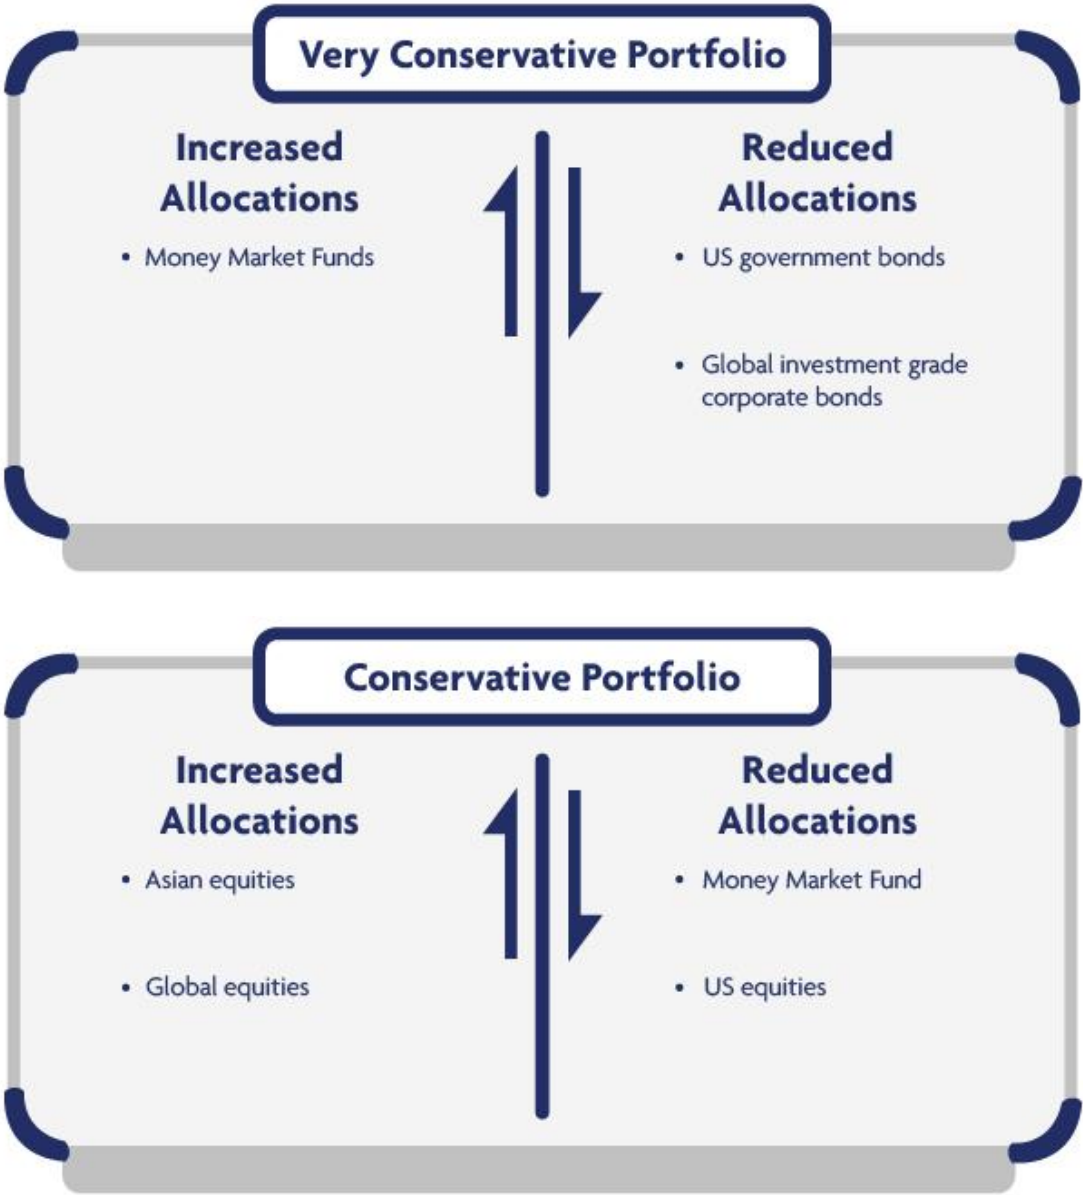 Very Conservative Portfolio
Increased
Allocations
• Money Market Funds
Reduced
Allocations
• US government bonds
• Global investment grade
corporate bonds
Conservative Portfolio
Increased
Allocations
• Asian equities
• Global equities
Reduced
Allocations
• Money Market Fund
• US equities